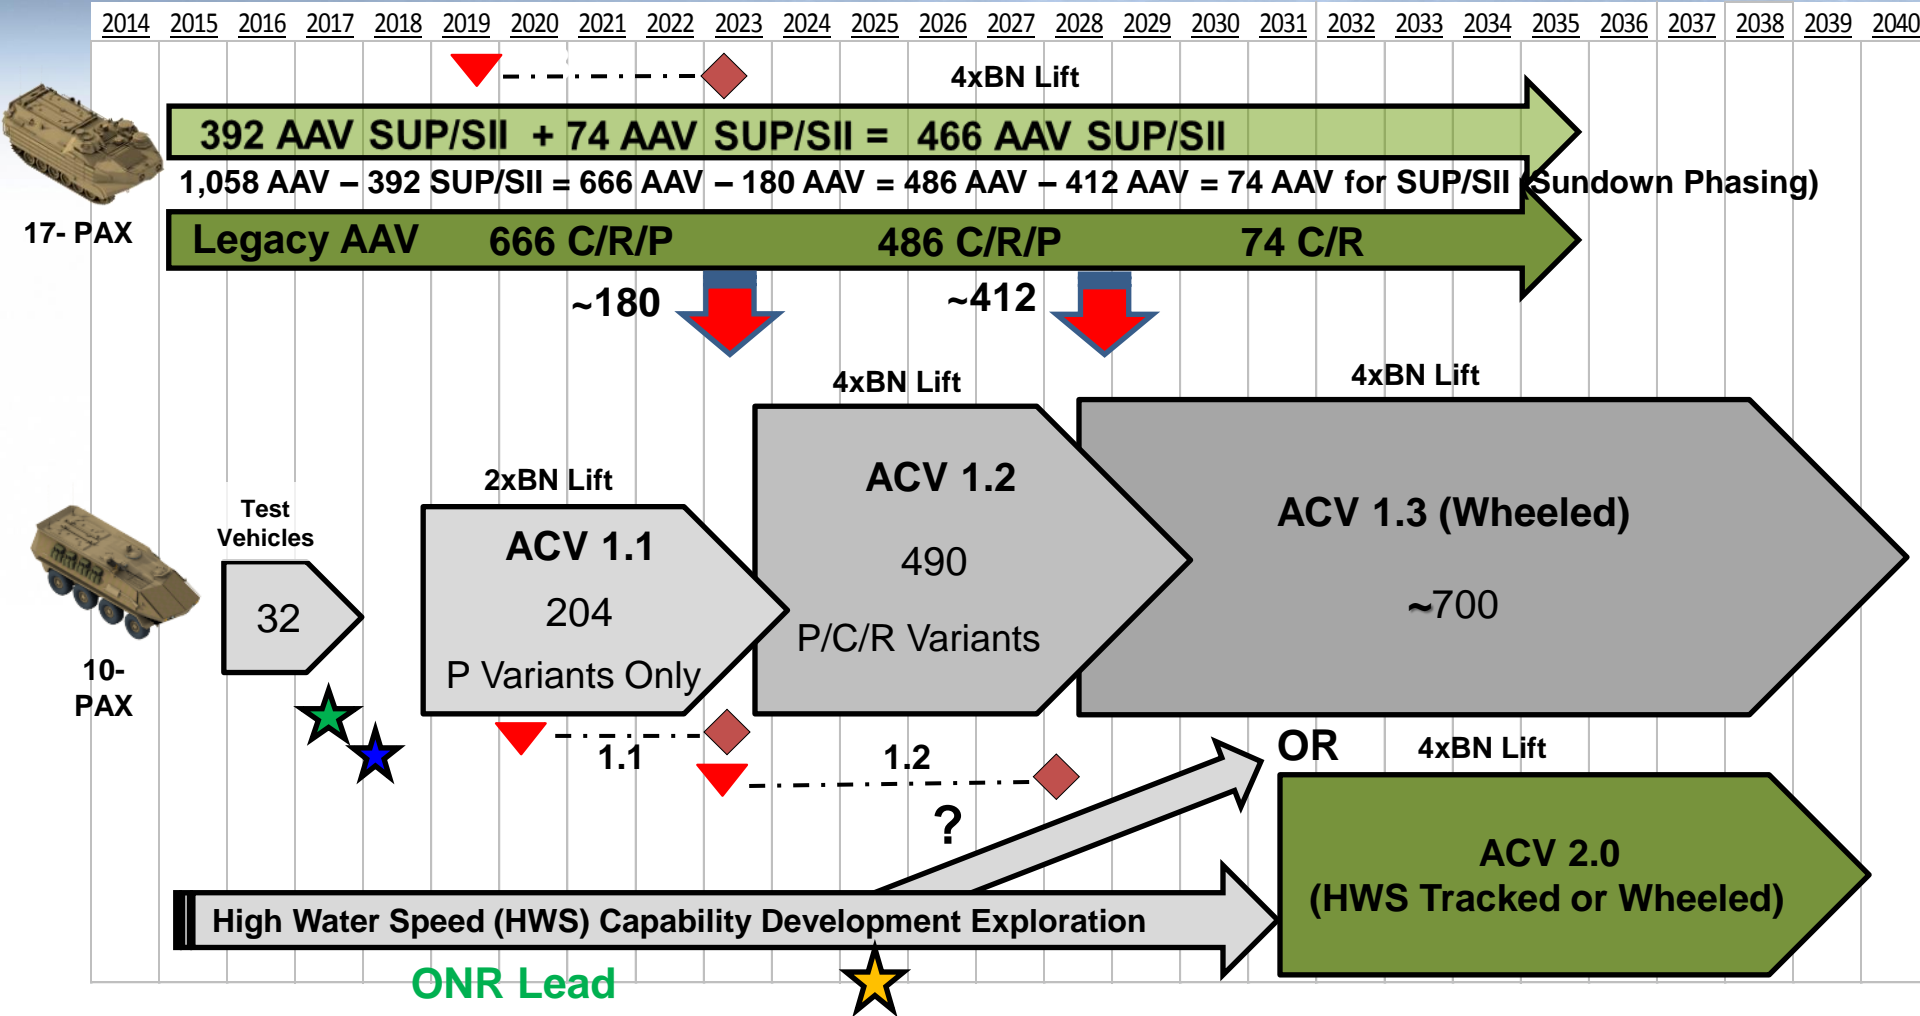 2014 2015 2016 2017 2018 2019 2020 2021 2022 2023 2024 2025 2026 2027 2028 2029 2030 2031 2032 2033 2034 2035 2036 2037 2038 2039 2040
4xBN Lift
392 AAV SUP/SII + 74 AAV SUP/SII = 466 AAV SUP/SII
1,058 AAV – 392 SUP/SII = 666 AAV – 180 AAV = 486 AAV – 412 AAV = 74 AAV for SUP/SII (Sundown Phasing)
17- PAX
Legacy AAV 666 C/R/P 486 C/R/P 74 C/R
~180
~412
4xBN Lift
4xBN Lift
2xBN Lift
Test
Vehicles
32
10-
PAX
ACV 1.1
204
P Variants Only
ACV 1.2
490
P/C/R Variants
ACV 1.3 (Wheeled)
~700
1.1
1.2
?
OR
4xBN Lift
ACV 2.0
(HWS Tracked or Wheeled)
High Water Speed (HWS) Capability Development Exploration
ONR Lead